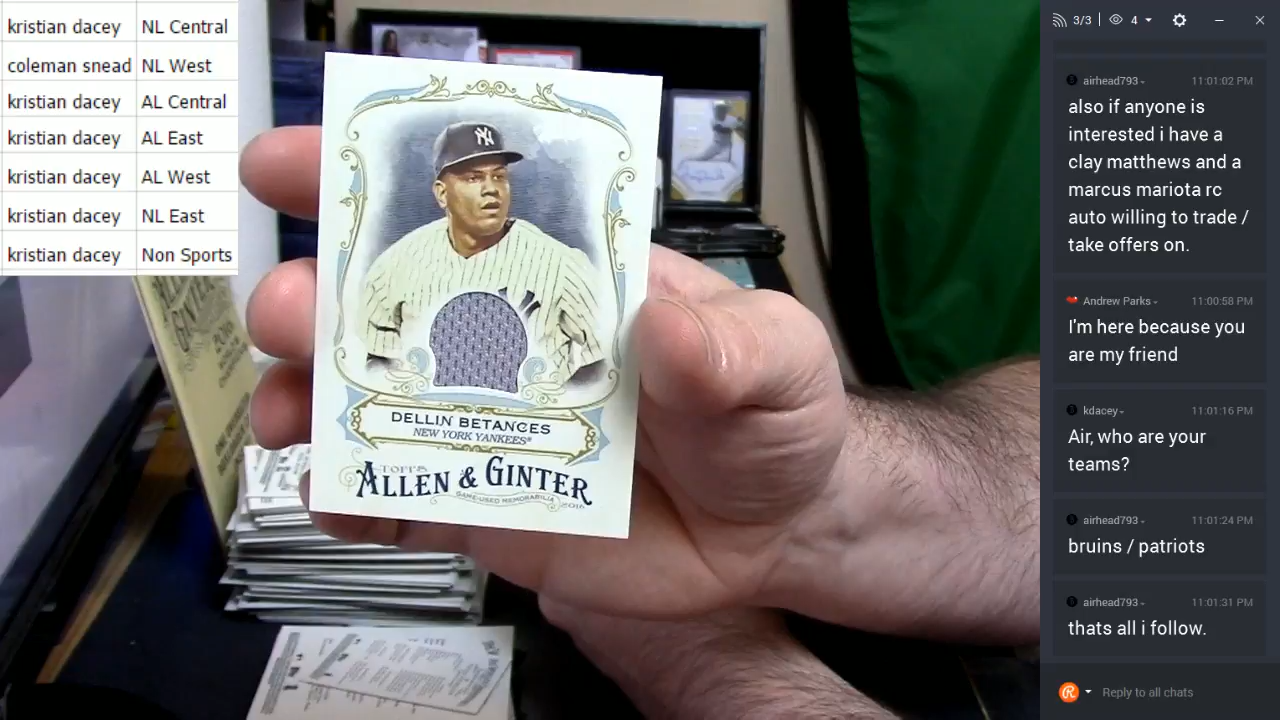 kristian dacey NL Central
coleman snead NL West
kristian dacey AL Central
kristian dacey AL East
kristian dacey AL West
kristian dacey NL East
kristian dacey Non Sports
NY
DELLIN BETANCES
NEW YORK YANKEES®
TOPPS
ALLEN & GINTER
GAME-USED MEMORABILIA
2016
3/3 4
airhead793 11:01:02 PM
also if anyone is
interested i have a
clay matthews and a
marcus mariota rc
auto willing to trade /
take offers on.
Andrew Parks 11:00:58 PM
I'm here because you
are my friend
kdacey 11:01:16 PM
Air, who are your
teams?
airhead793 11:01:24 PM
bruins / patriots
airhead793 11:01:31 PM
thats all i follow.
Reply to all chats